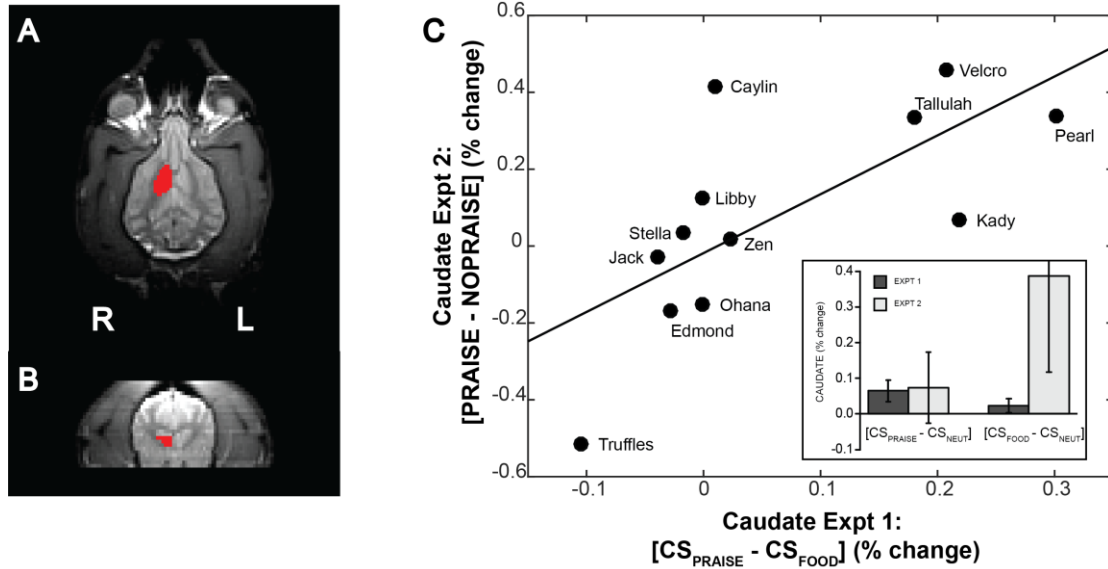 A
R
L
B
C
Caudate Expt 2:
[PRAISE - NOPRAISE] (% change)
0.6
0.4
0.2
0
-0.2
-0.4
-0.6
Velcro
Caylin
Tallulah
Pearl
Libby
Kady
Stella
Zen
Jack
Ohana
Edmond
Truffles
-0.1
0
0.1
0.2
0.3
Caudate Expt 1:
[CSPRAISE - CSFOOD] (% change)
CAUDATE (% change)
0.4
0.3
0.2
0.1
0.0
-0.1
EXPT 1
EXPT 2
[CSPRAISE - CSNEUT]
[CSFOOD - CSNEUT]